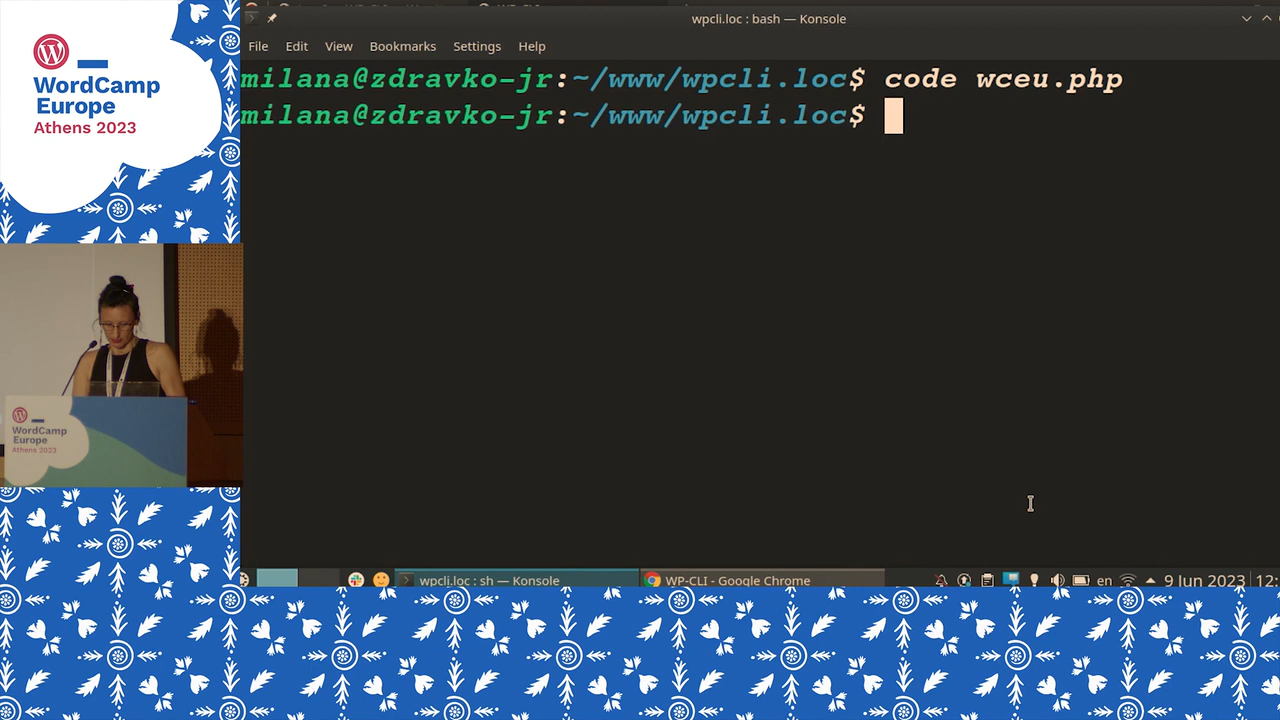 WordCamp
Europe
Athens 2023
wpcli.loc : bash — Konsole
File Edit View Bookmarks Settings Help
milana@zdravko-jr:~/www/wpcli.loc$ code wceu.php
milana@zdravko-jr:~/www/wpcli.loc$
WordCamp
Europe
Athens 2023
wpcli.loc : sh — Konsole
WP-CLI - Google Chrome
en
9 Jun 2023
12: